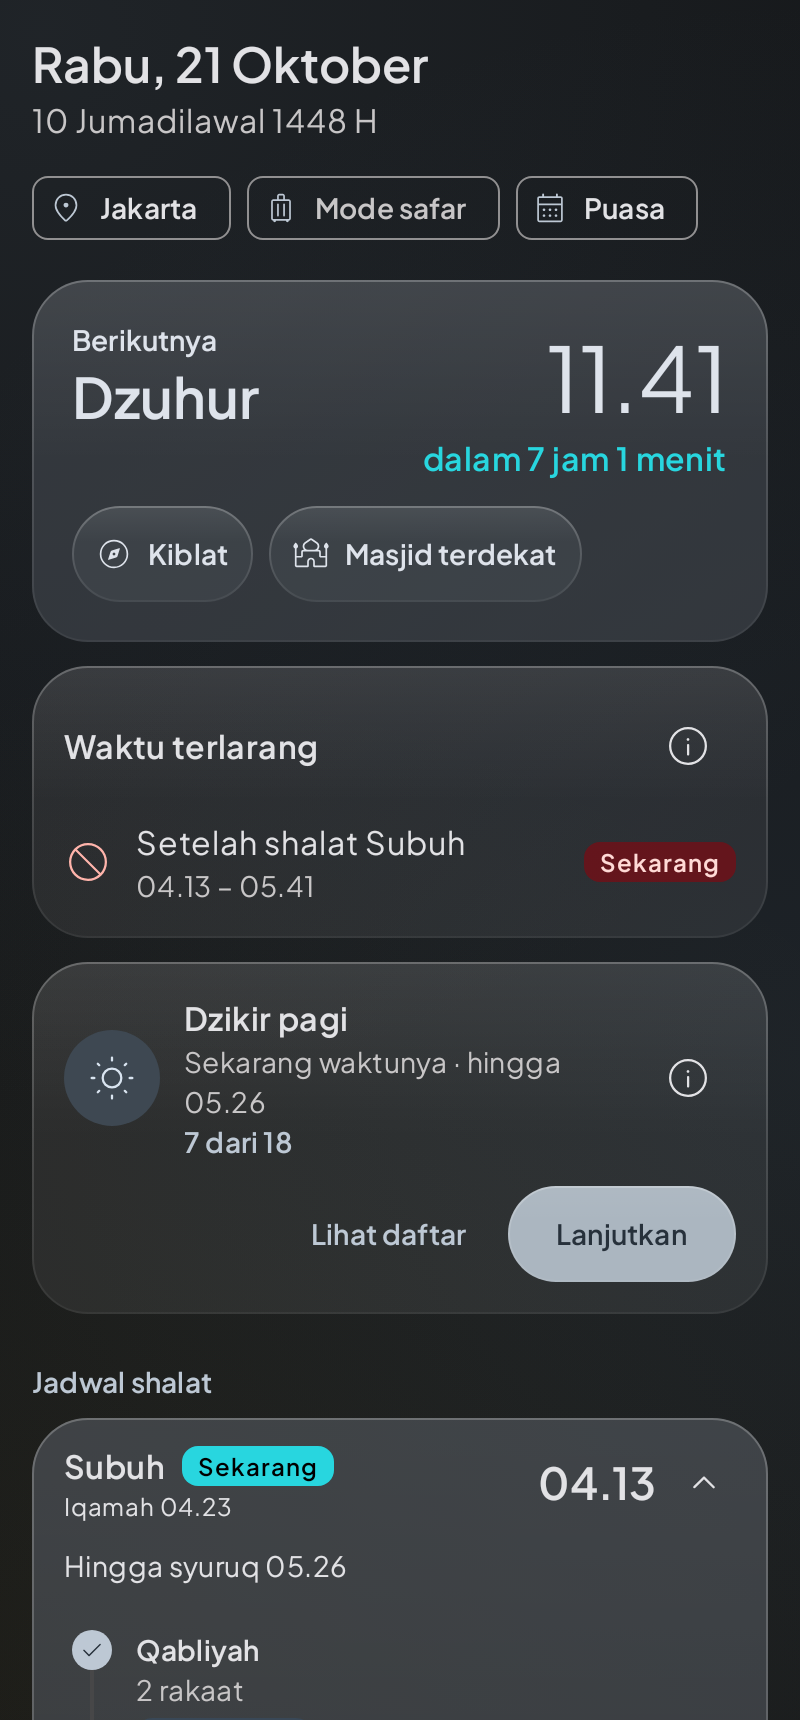 Rabu, 21 Oktober
10 Jumadilawal 1448 H
Jakarta
Mode safar
Puasa
Berikutnya
Dzuhur
11.41
dalam 7 jam 1 menit
Kiblat
Masjid terdekat
Waktu terlarang
Setelah shalat Subuh
04.13 – 05.41
Sekarang
Dzikir pagi
Sekarang waktunya · hingga
05.26
7 dari 18
Lihat daftar
Lanjutkan
Jadwal shalat
Subuh
Sekarang
Iqamah 04.23
04.13
Hingga syuruq 05.26
Qabliyah
2 rakaat